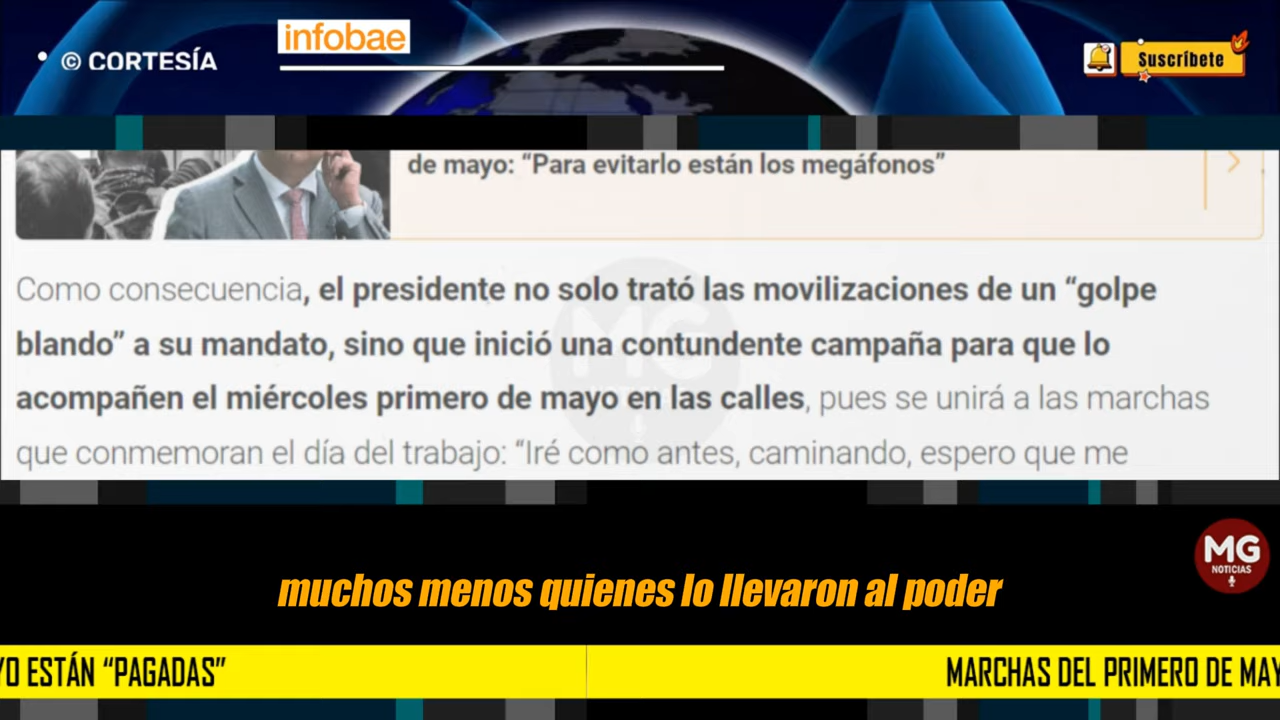 © CORTESÍA
infobae
Suscríbete
de mayo: “Para evitarlo están los megáfonos”
Como consecuencia, el presidente no solo trató las movilizaciones de un “golpe
blando” a su mandato, sino que inició una contundente campaña para que lo
acompañen el miércoles primero de mayo en las calles, pues se unirá a las marchas
que conmemoran el día del trabajo: “Iré como antes, caminando, espero que me
MG
NOTICIAS
muchos menos quienes lo llevaron al poder
YO ESTÁN “PAGADAS”
MARCHAS DEL PRIMERO DE MAY